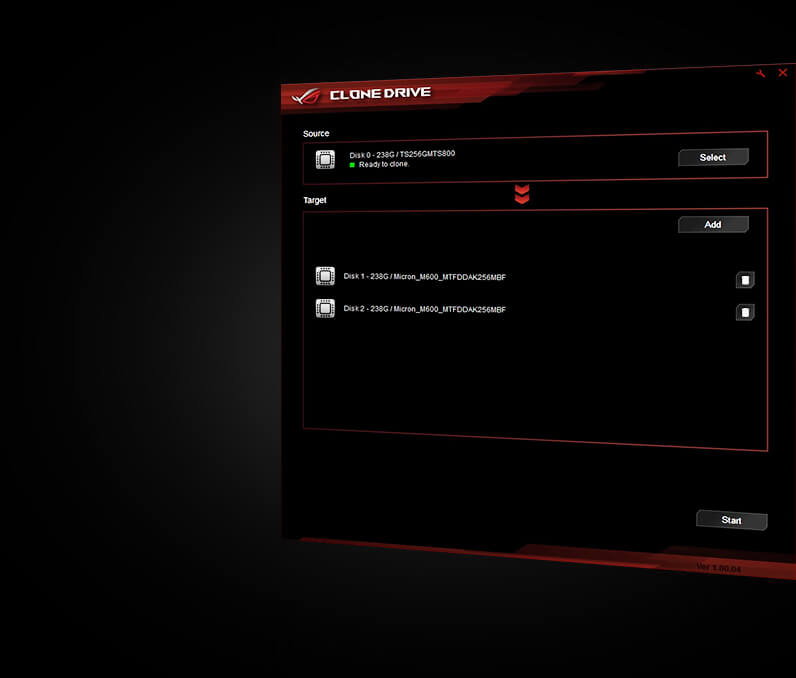 CLONE DRIVE
Source
Disk 0 - 238G / TS256GMTS800
Ready to clone.
Select
Target
Add
Disk 1 - 238G / Micron_M600_MTFDDAK256MBF
Disk 2 - 238G / Micron_M600_MTFDDAK256MBF
Start
Ver 1.00.04